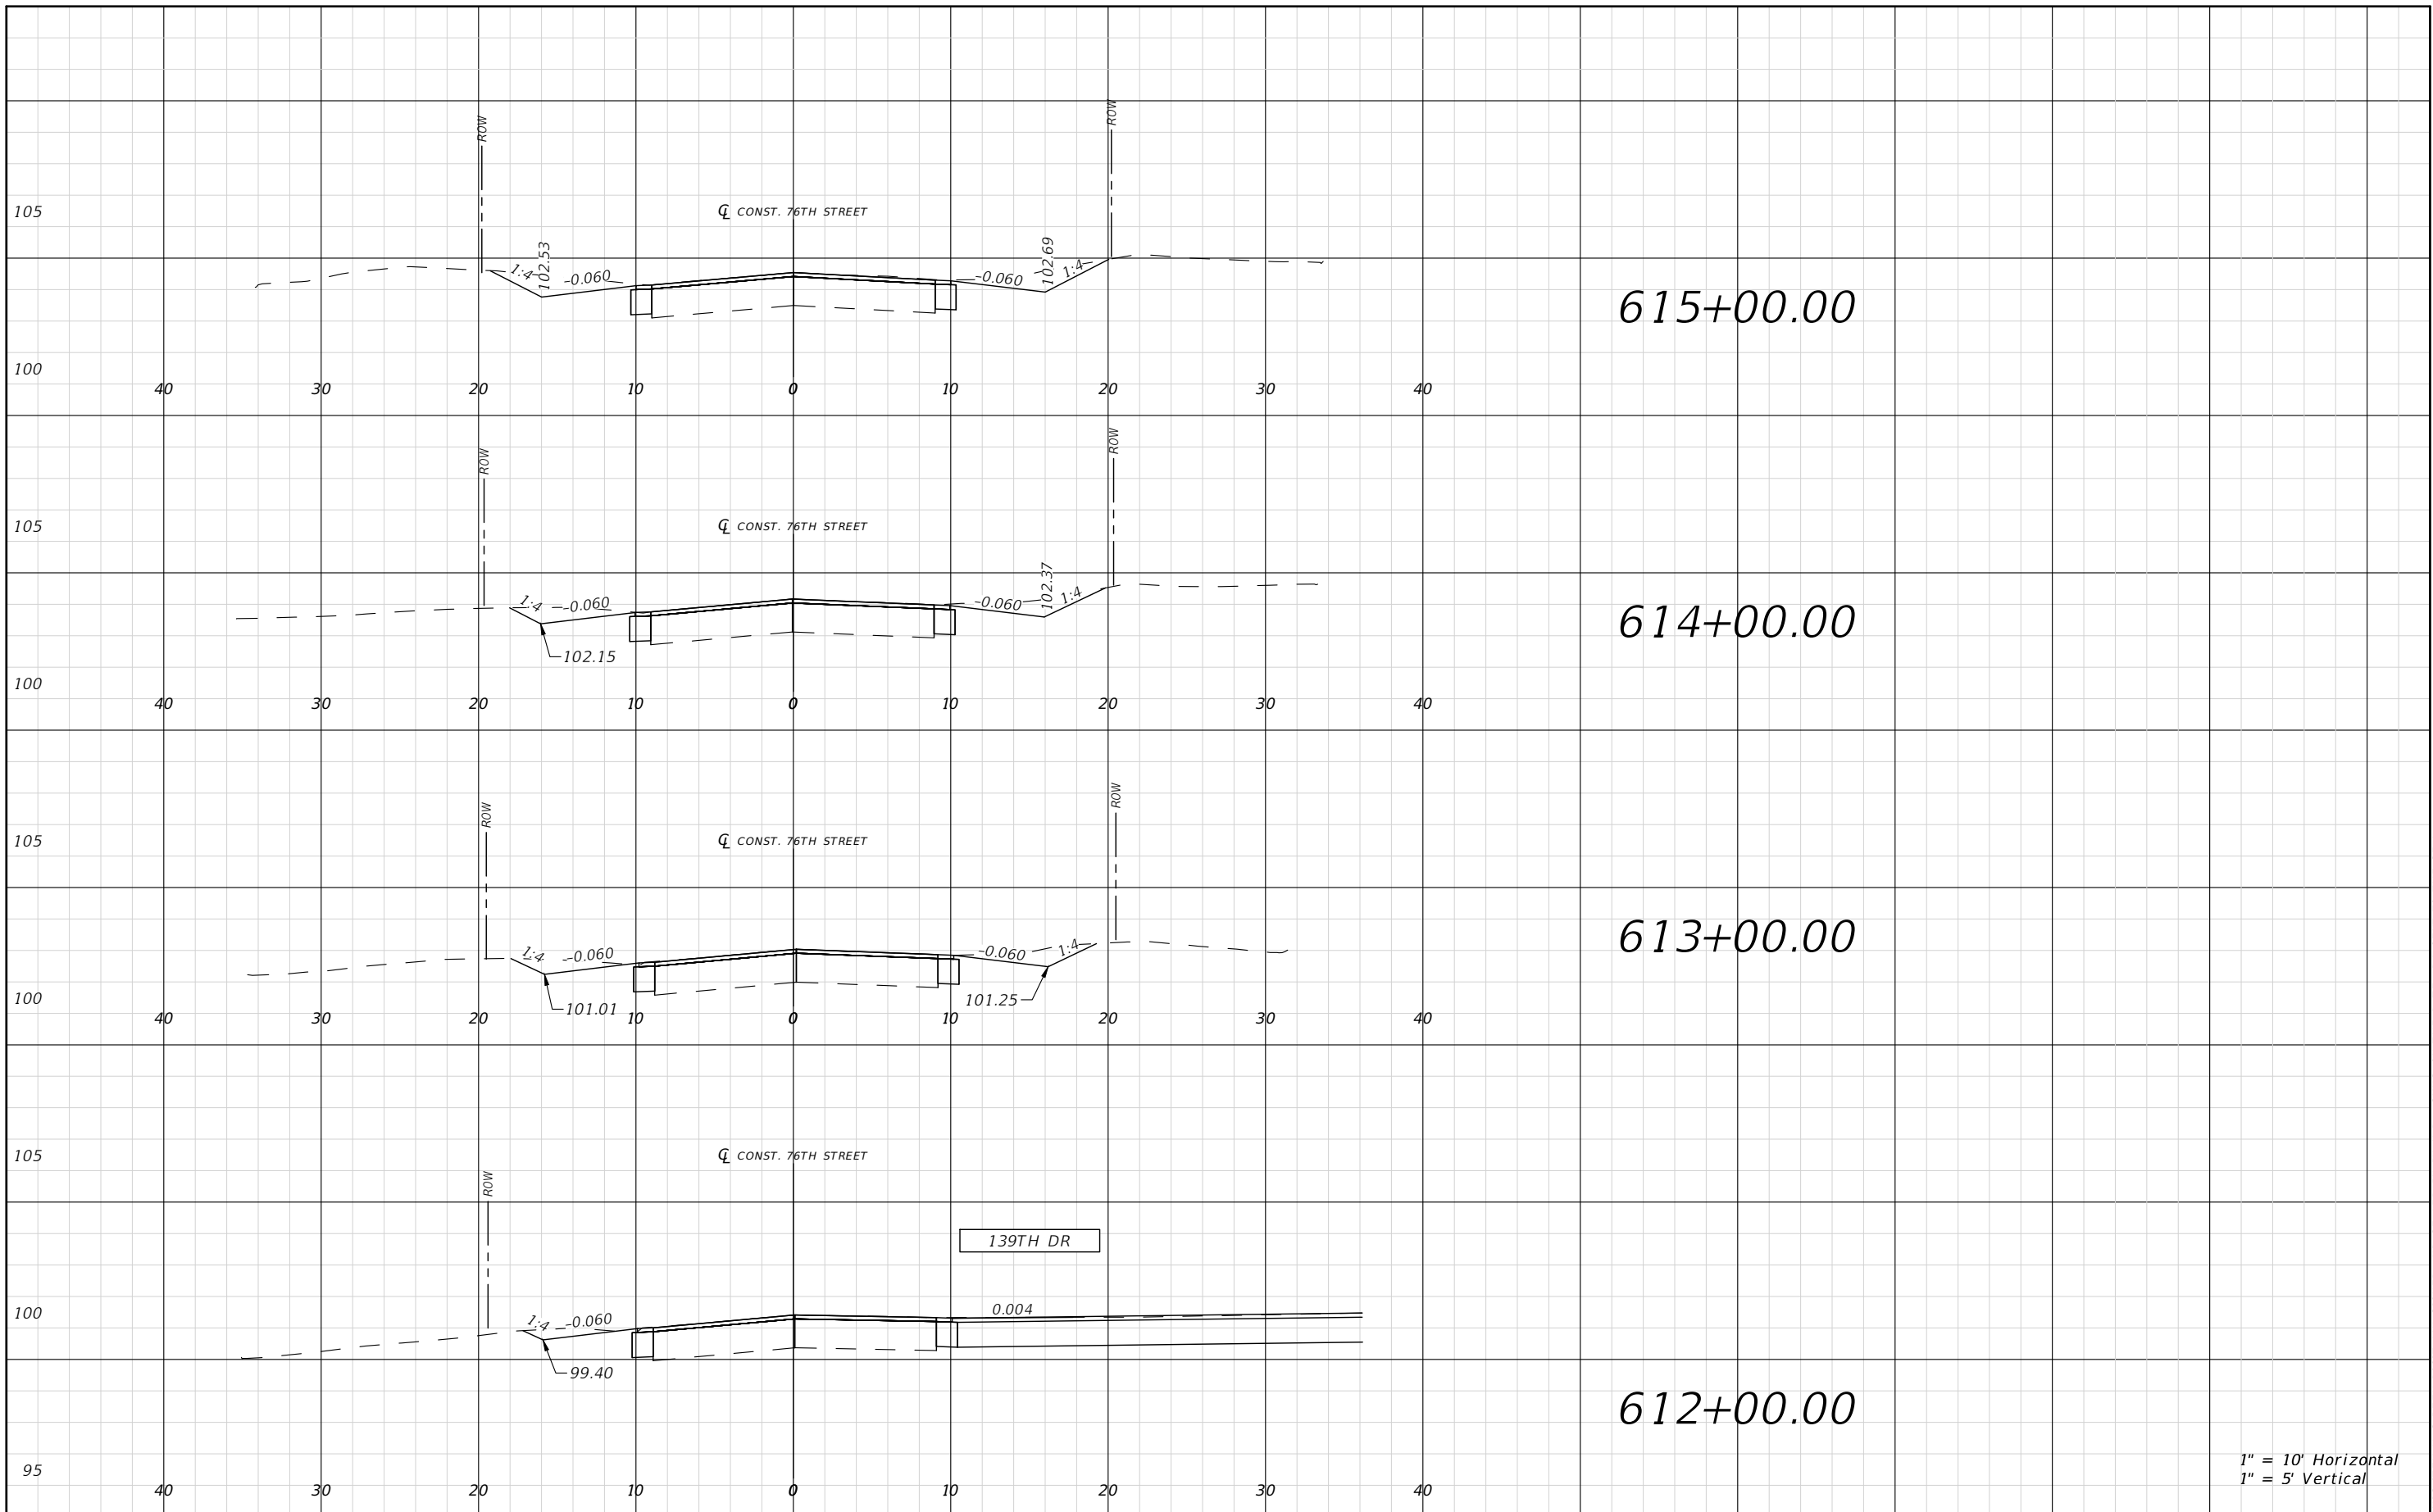 ROW
ROW
105
CL CONST. 76TH STREET
1:4
102.53
-0.060
-0.060
102.69
1:4
615+00.00
100
40 30 20 10 0 10 20 30 40
ROW
ROW
105
CL CONST. 76TH STREET
1:4
-0.060
-0.060
102.37
1:4
614+00.00
102.15
100
40 30 20 10 0 10 20 30 40
ROW
ROW
105
CL CONST. 76TH STREET
1:4
-0.060
-0.060
1:4
613+00.00
101.01
101.25
100
40 30 20 10 0 10 20 30 40
105
CL CONST. 76TH STREET
ROW
139TH DR
100
1:4
-0.060
0.004
99.40
612+00.00
95
40 30 20 10 0 10 20 30 40
1" = 10' Horizontal
1" = 5' Vertical